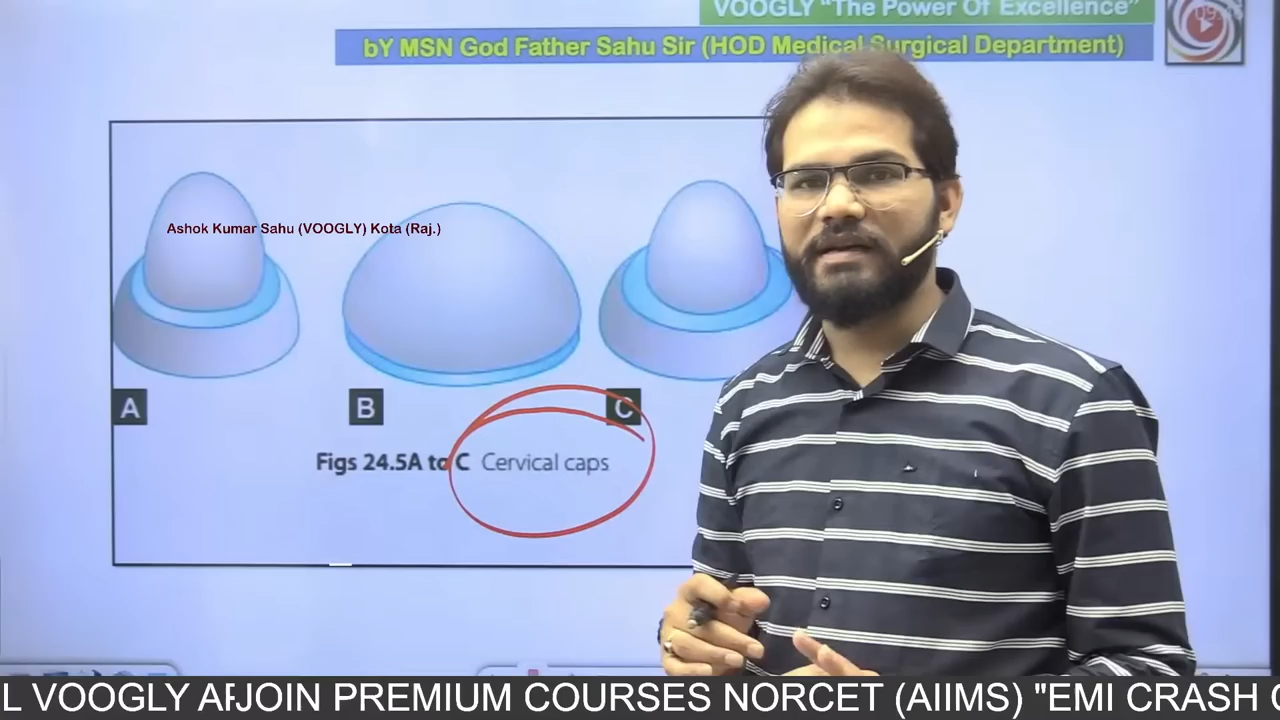 VOOGLY "The Power Of Excellence"
bY MSN God Father Sahu Sir (HOD Medical Surgical Department)
Ashok Kumar Sahu (VOOGLY) Kota (Raj.)
A
B
C
Figs 24.5A to C Cervical caps
L VOOGLY JOIN PREMIUM COURSES NORCET (AIIMS) "EMI CRASH